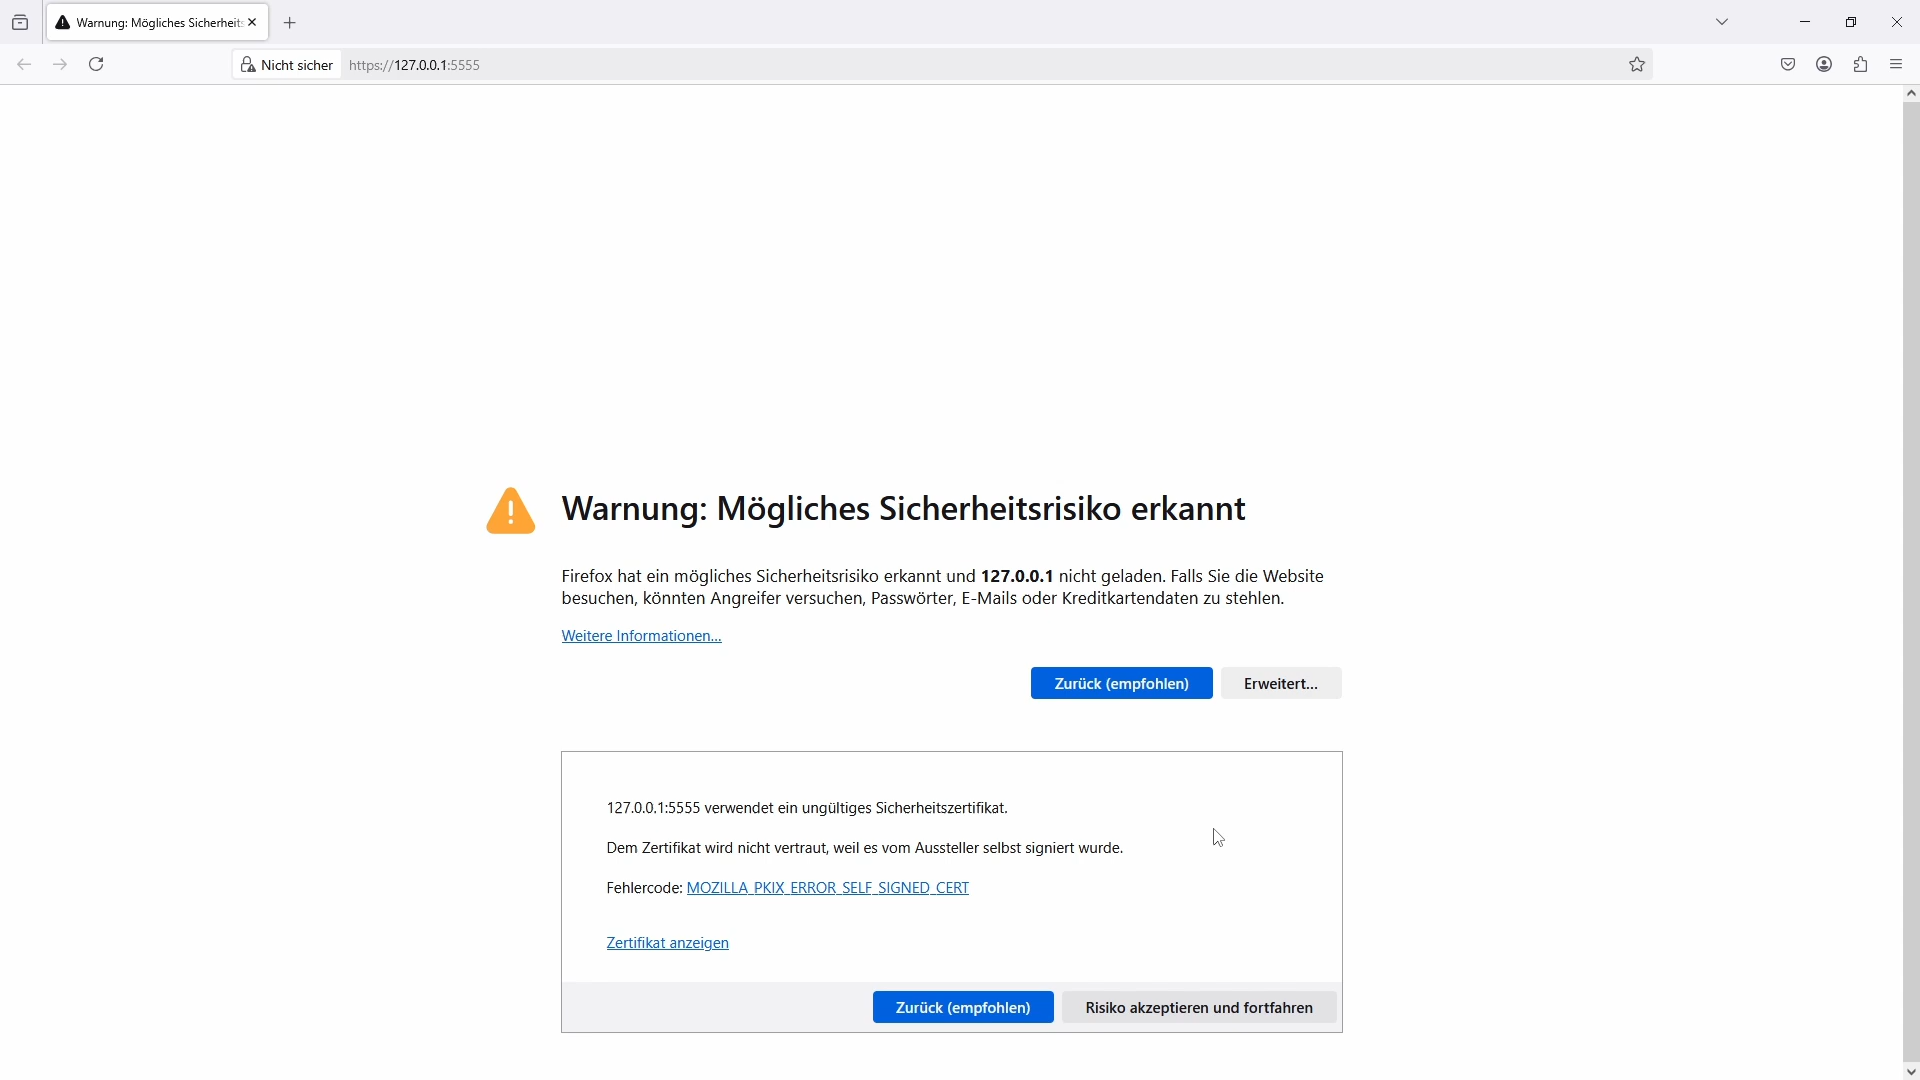 Warnung: Mögliches Sicherheits
Nicht sicher
https://127.0.0.1:5555
Warnung: Mögliches Sicherheitsrisiko erkannt
Firefox hat ein mögliches Sicherheitsrisiko erkannt und 127.0.0.1 nicht geladen. Falls Sie die Website
besuchen, könnten Angreifer versuchen, Passwörter, E-Mails oder Kreditkartendaten zu stehlen.
Weitere Informationen...
Zurück (empfohlen)
Erweitert...
127.0.0.1:5555 verwendet ein ungültiges Sicherheitszertifikat.
Dem Zertifikat wird nicht vertraut, weil es vom Aussteller selbst signiert wurde.
Fehlercode: MOZILLA_PKIX_ERROR_SELF_SIGNED_CERT
Zertifikat anzeigen
Zurück (empfohlen)
Risiko akzeptieren und fortfahren